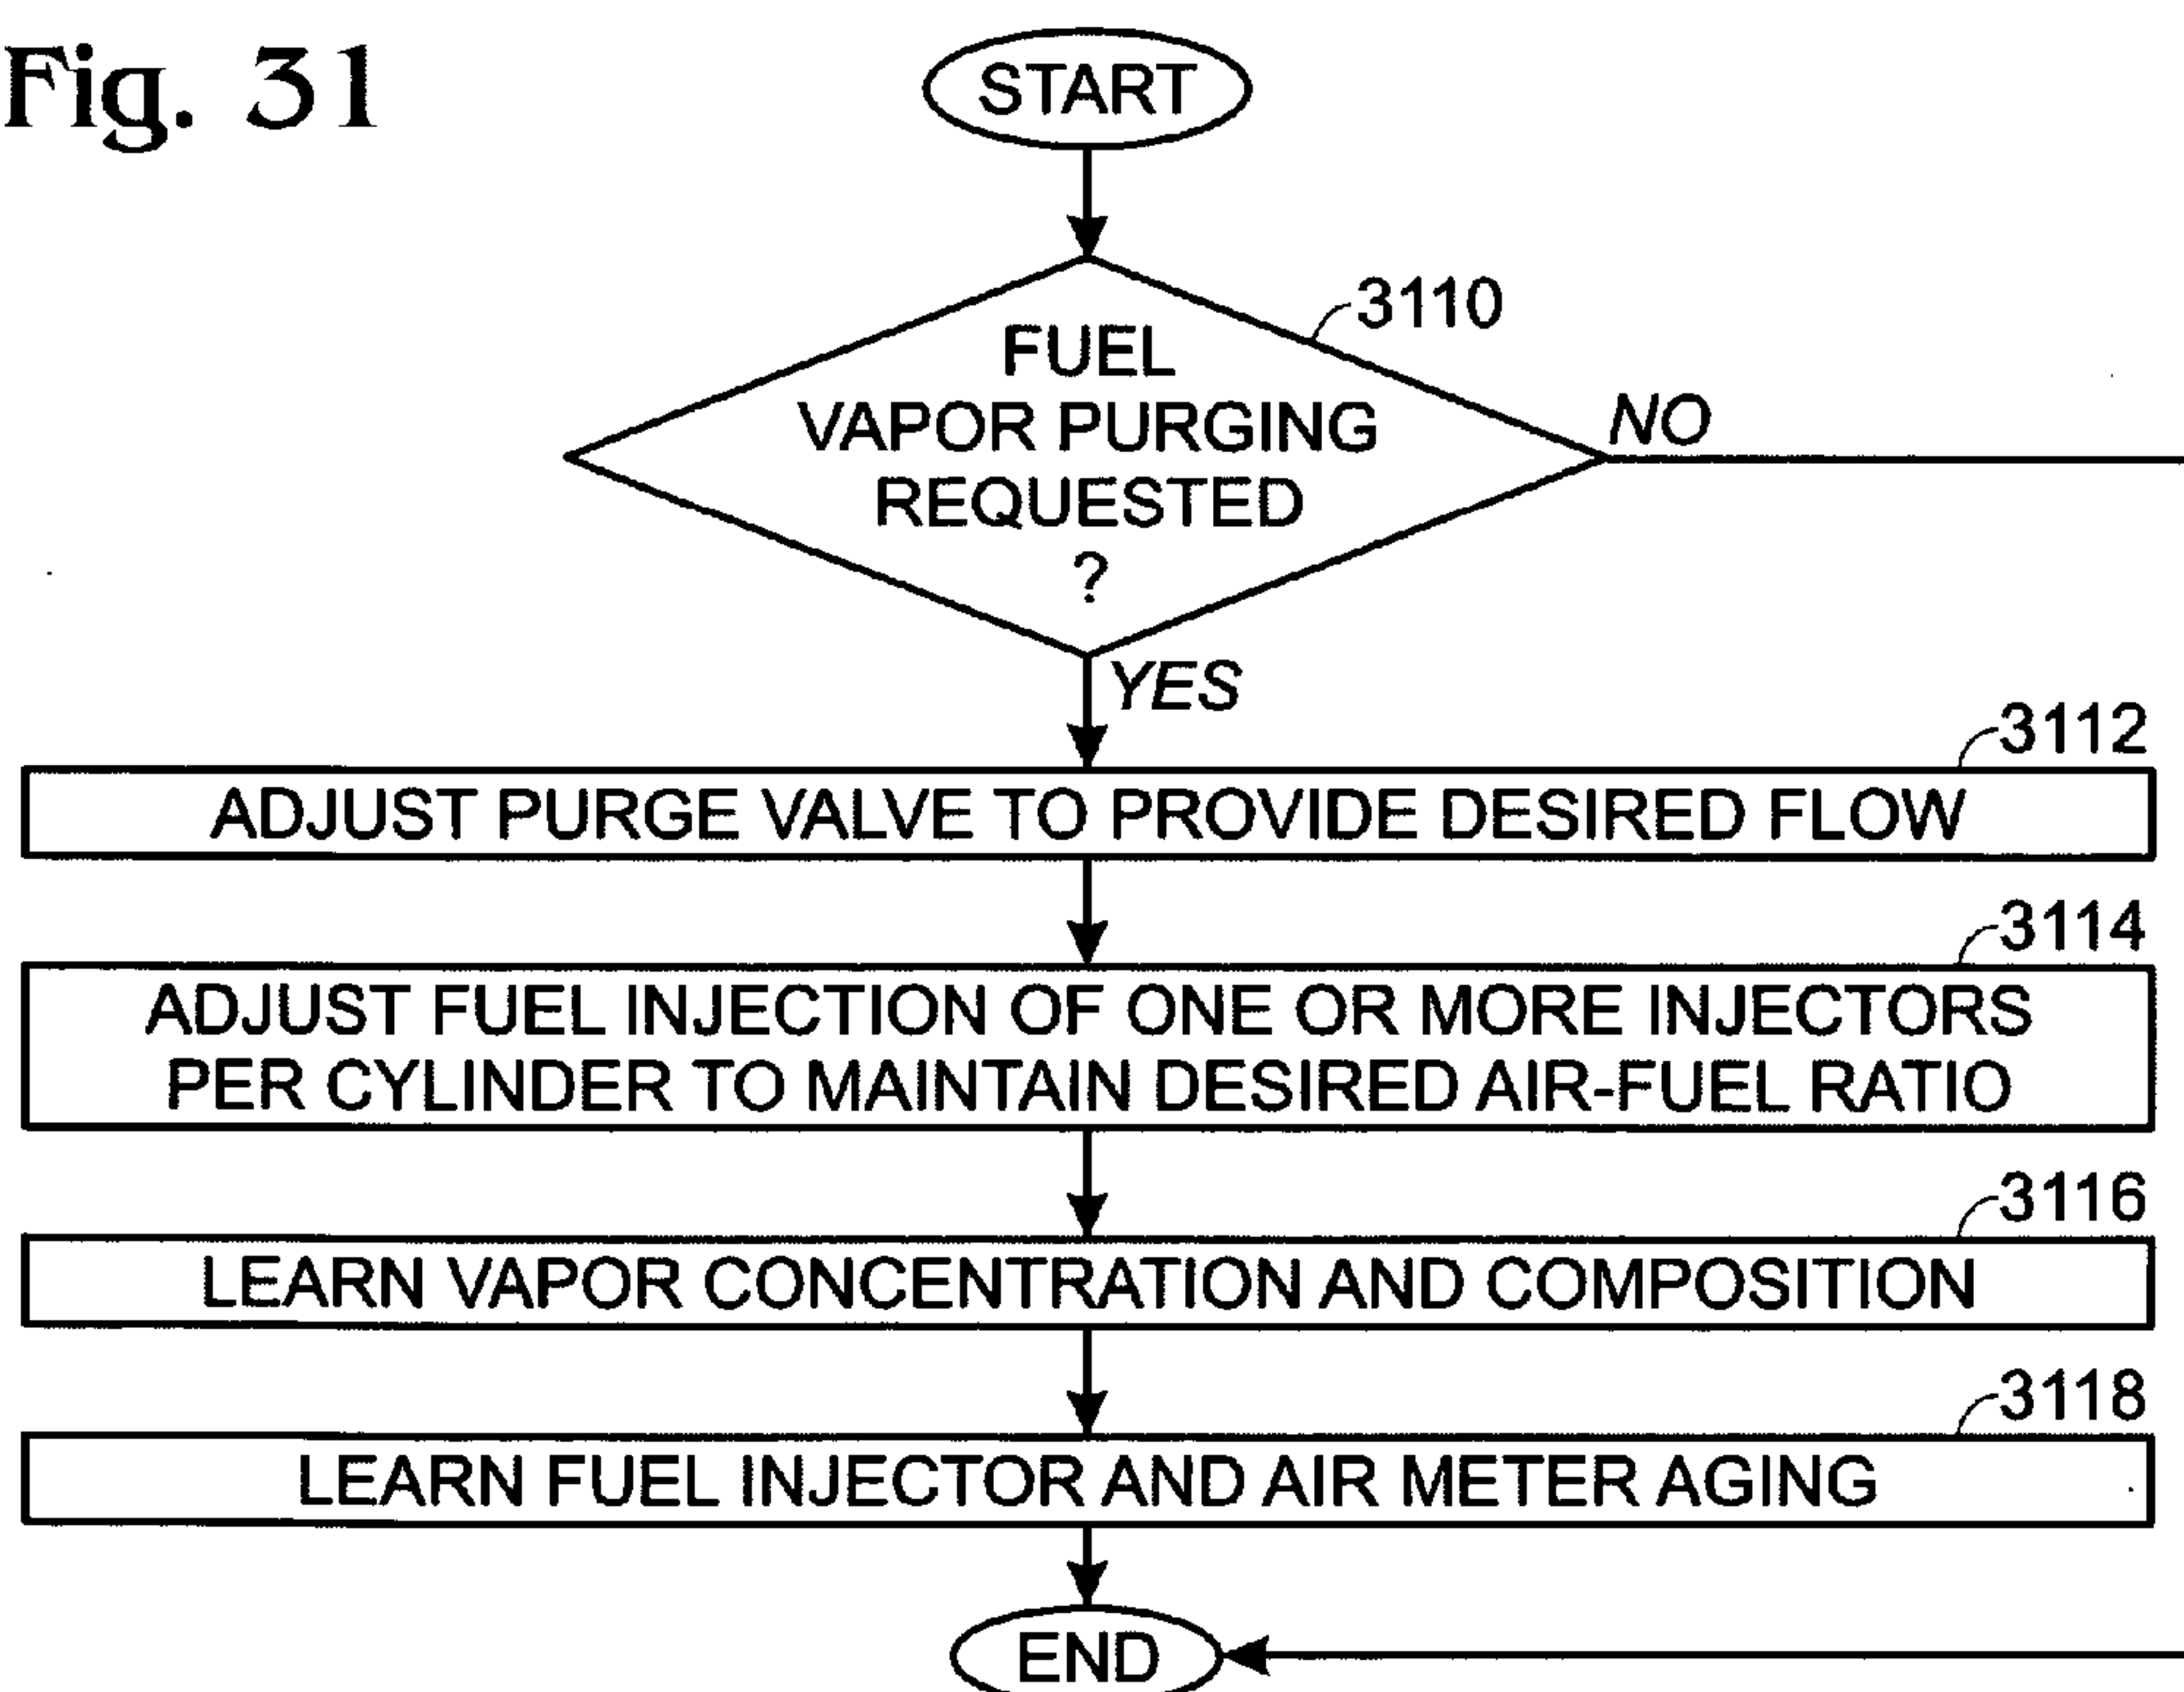 Fig. 31
START
3110
FUEL
VAPOR PURGING
REQUESTED
?
NO
YES
3112
ADJUST PURGE VALVE TO PROVIDE DESIRED FLOW
3114
ADJUST FUEL INJECTION OF ONE OR MORE INJECTORS
PER CYLINDER TO MAINTAIN DESIRED AIR-FUEL RATIO
3116
LEARN VAPOR CONCENTRATION AND COMPOSITION
3118
LEARN FUEL INJECTOR AND AIR METER AGING
END